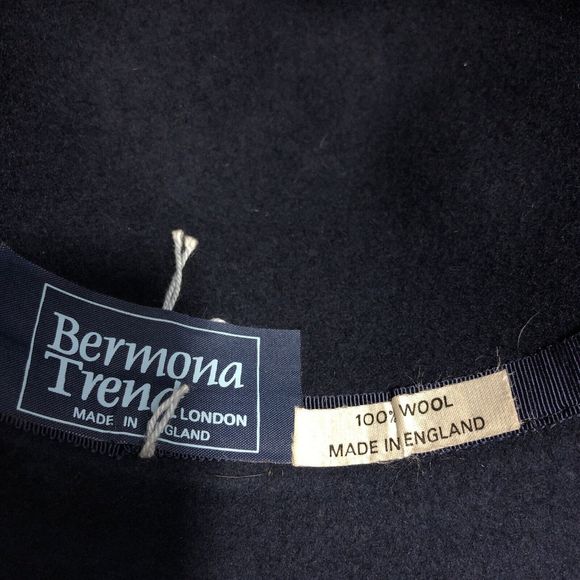 Bermona
Trend LONDON
MADE IN ENGLAND
100% WOOL
MADE IN ENGLAND